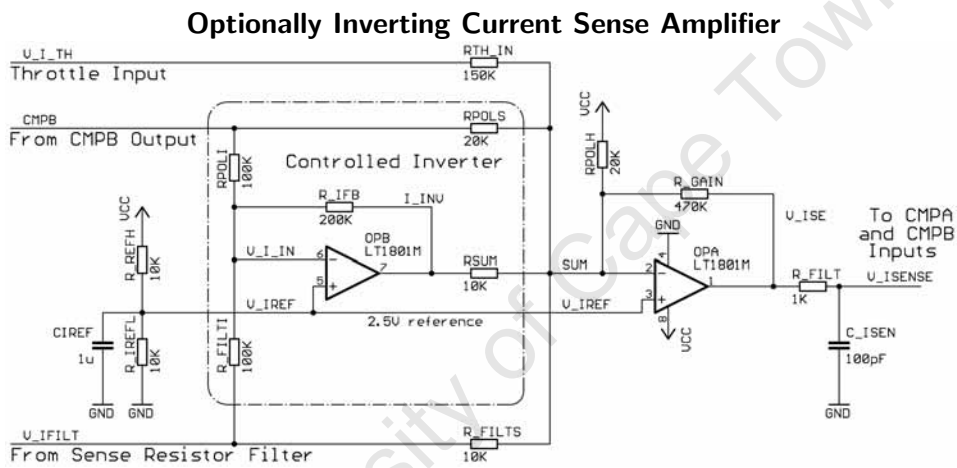 Optionally Inverting Current Sense Amplifier
V_I_TH
Throttle Input
RTH_IN
150K
CMPB
From CMPB Output
RPOLS
20K
Controlled Inverter
RPOLI
100K
R_IFB
200K
I_INV
VCC
RPOLH
20K
R_GAIN
470K
V_ISE
To CMPA
and CMPB
Inputs
VCC
R_REFH
10K
V_I_IN
6
5
7
OPB
LT1801M
RSUM
10K
SUM
GND
4
OPA
LT1801M
2
3
1
8
VCC
R_FILT
1K
V_ISENSE
V_IREF
2.5V reference
V_IREF
CIREF
1u
R_IREFL
10K
R_FILTI
100K
C_ISEN
100pF
GND
GND
GND
V_IFILT
From Sense Resistor Filter
R_FILTS
10K
sity of Cape Tow